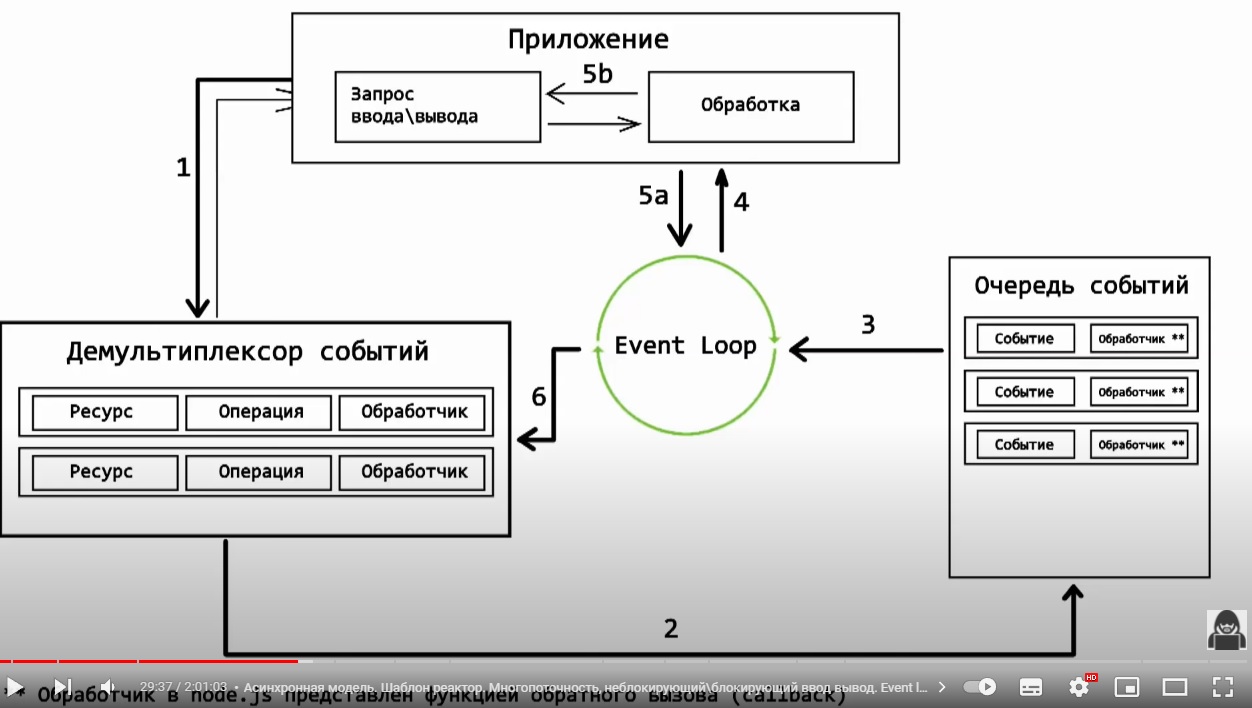 Приложение
5b
Запрос
ввода\вывода
Обработка
1
5a
4
Очередь событий
Событие
Обработчик **
Событие
Обработчик **
Событие
Обработчик **
3
Event Loop
6
Демультиплексор событий
Ресурс
Операция
Обработчик
Ресурс
Операция
Обработчик
2
HD
29:37 / 2:01:03 • Асинхронная модель. Шаблон реактор. Многопоточность, неблокирующий\блокирующий ввод вывод. Event l...
** Обработчик в node.js представлен функцией обратного вызова (callback)